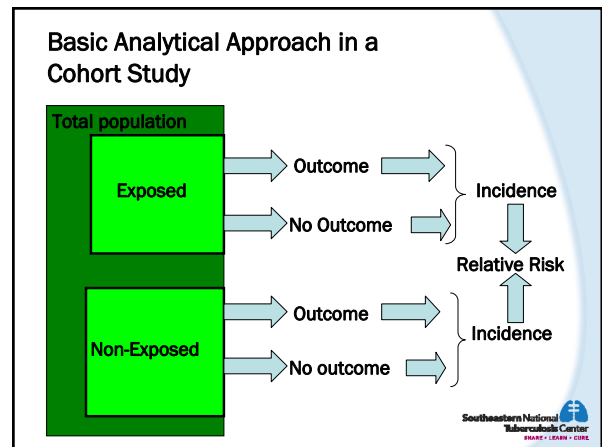 Basic Analytical Approach in a
Cohort Study
Total population
Exposed
Outcome
No Outcome
Incidence
Relative Risk
Non-Exposed
Outcome
No outcome
Incidence
Southeastern National
Tuberculosis Center
SHARE • LEARN • CURE